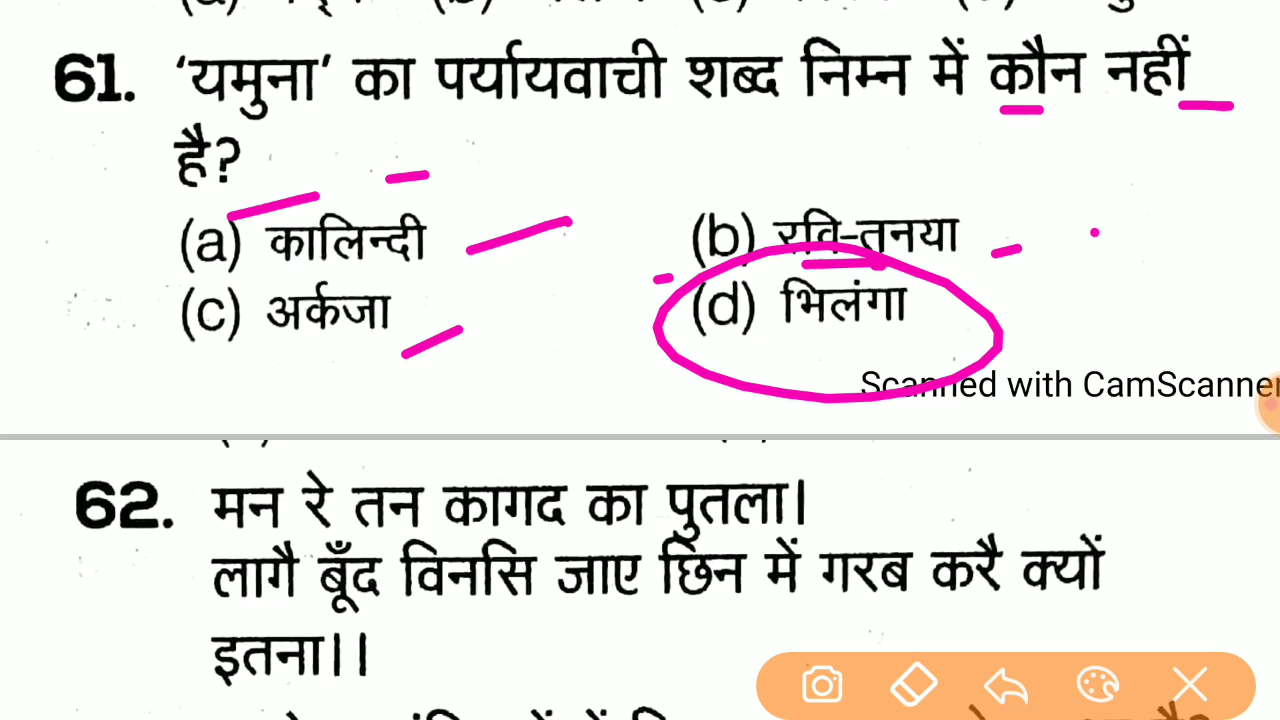 61. ‘यमुना’ का पर्यायवाची शब्द निम्न में कौन नहीं
है?
(a) कालिन्दी (b) रवि-तनया
(c) अर्कजा (d) भिलंगा
Scanned with CamScanner
62. मन रे तन कागद का पुतला।
लागै बूँद विनसि जाए छिन में गरब करै क्यों
इतना।।